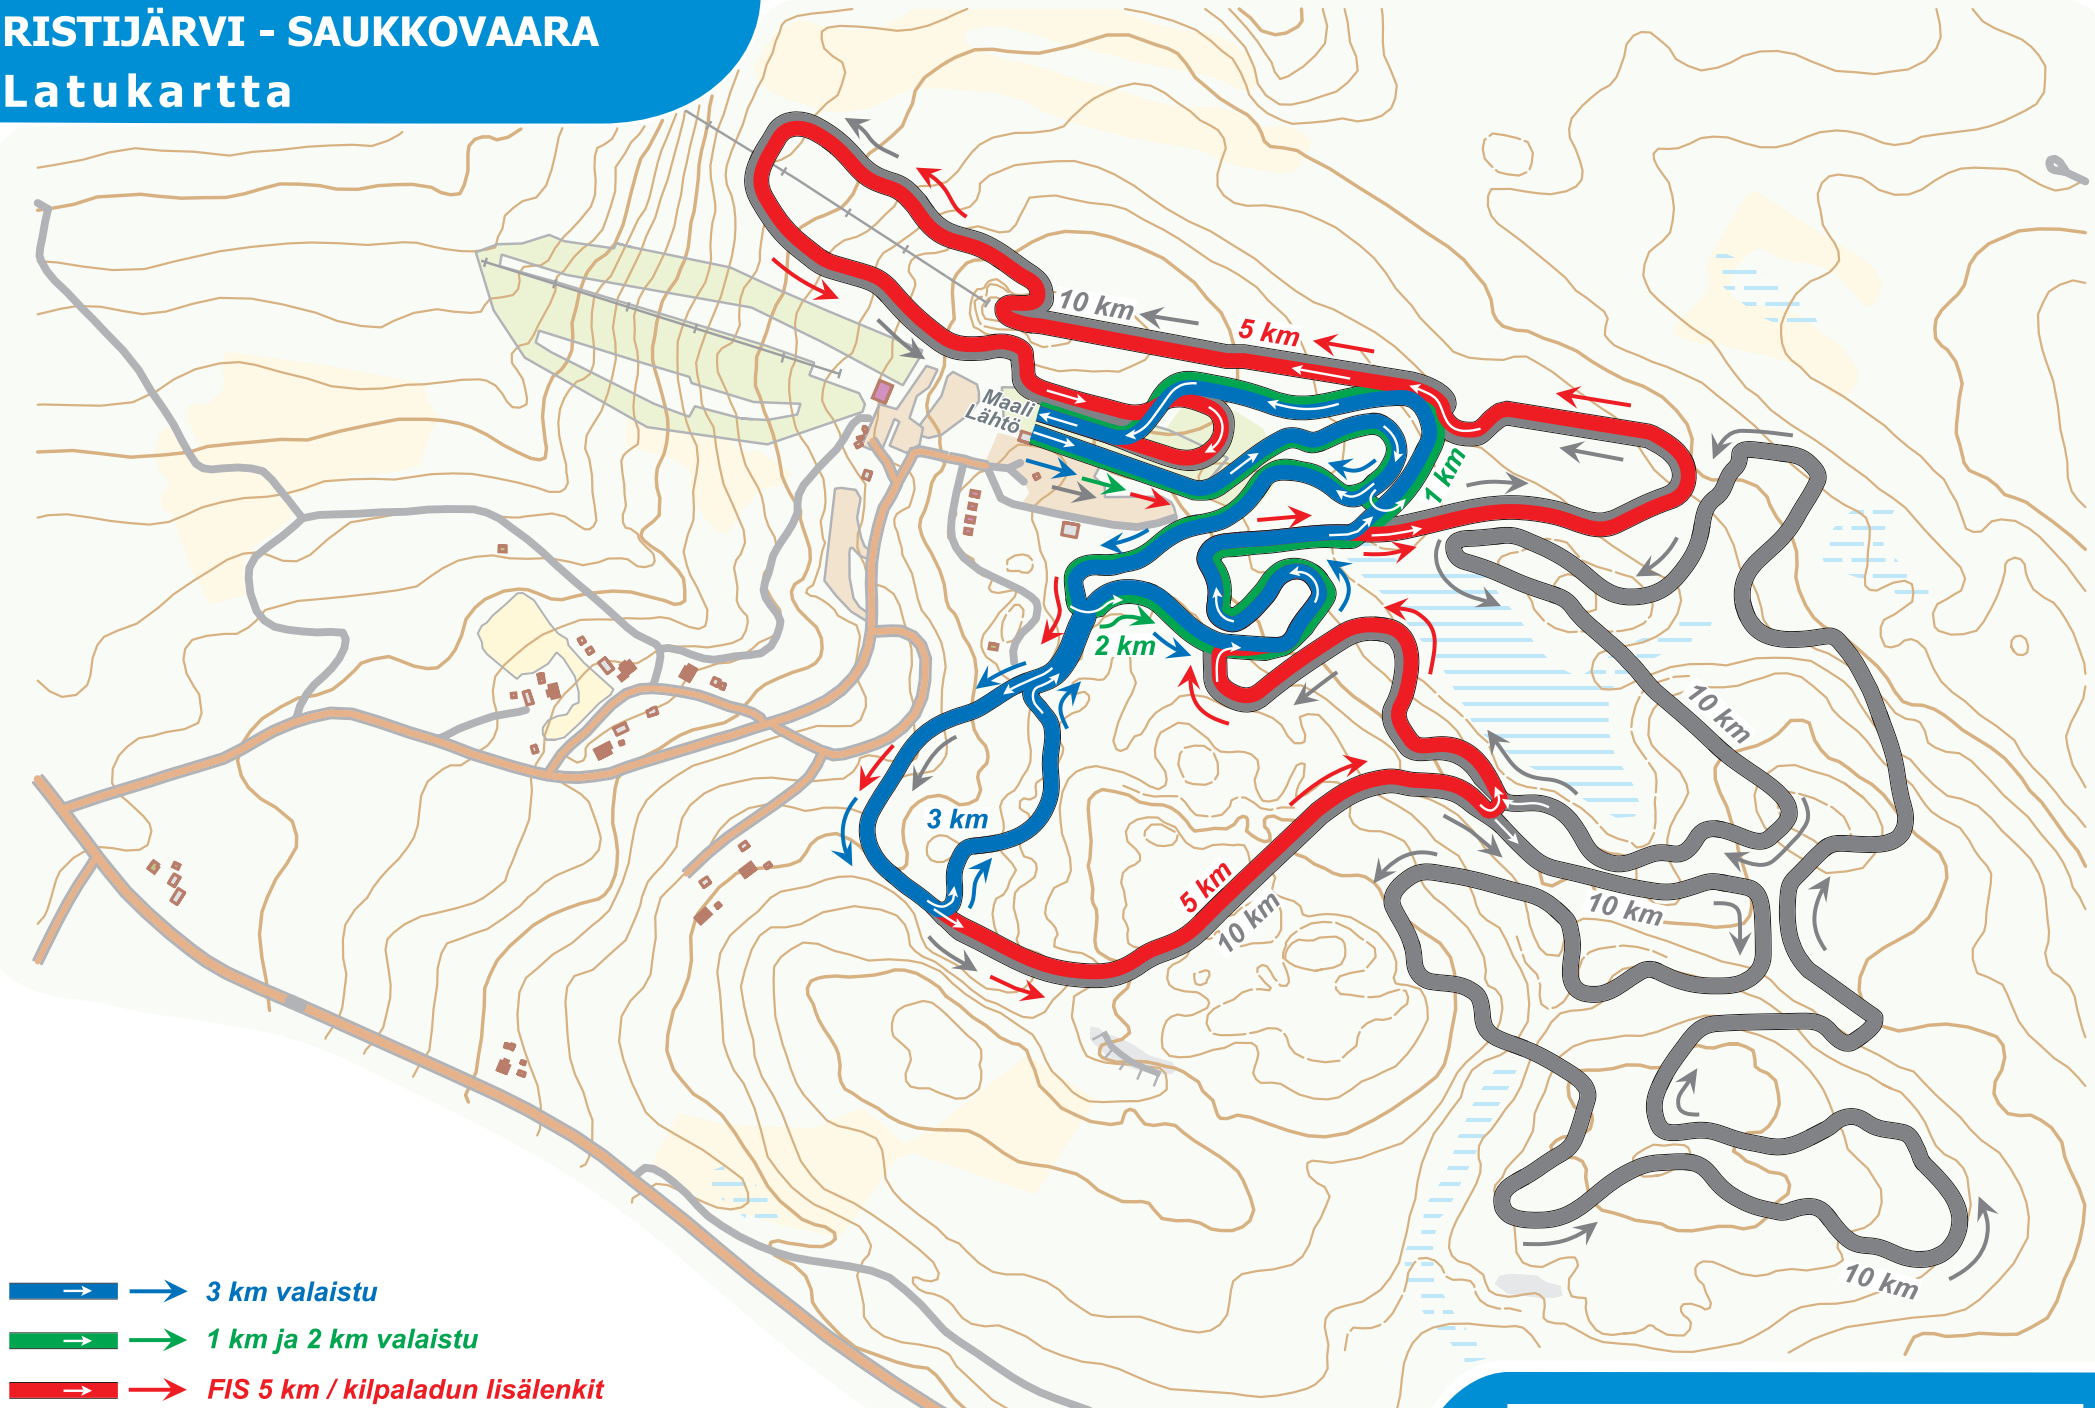 RISTIJÄRVI - SAUKKOVAARA
Latukartta
10 km
5 km
Maali
Lähtö
1 km
2 km
10 km
3 km
5 km
10 km
10 km
10 km
3 km valaistu
1 km ja 2 km valaistu
FIS 5 km / kilpaladun lisälenkit